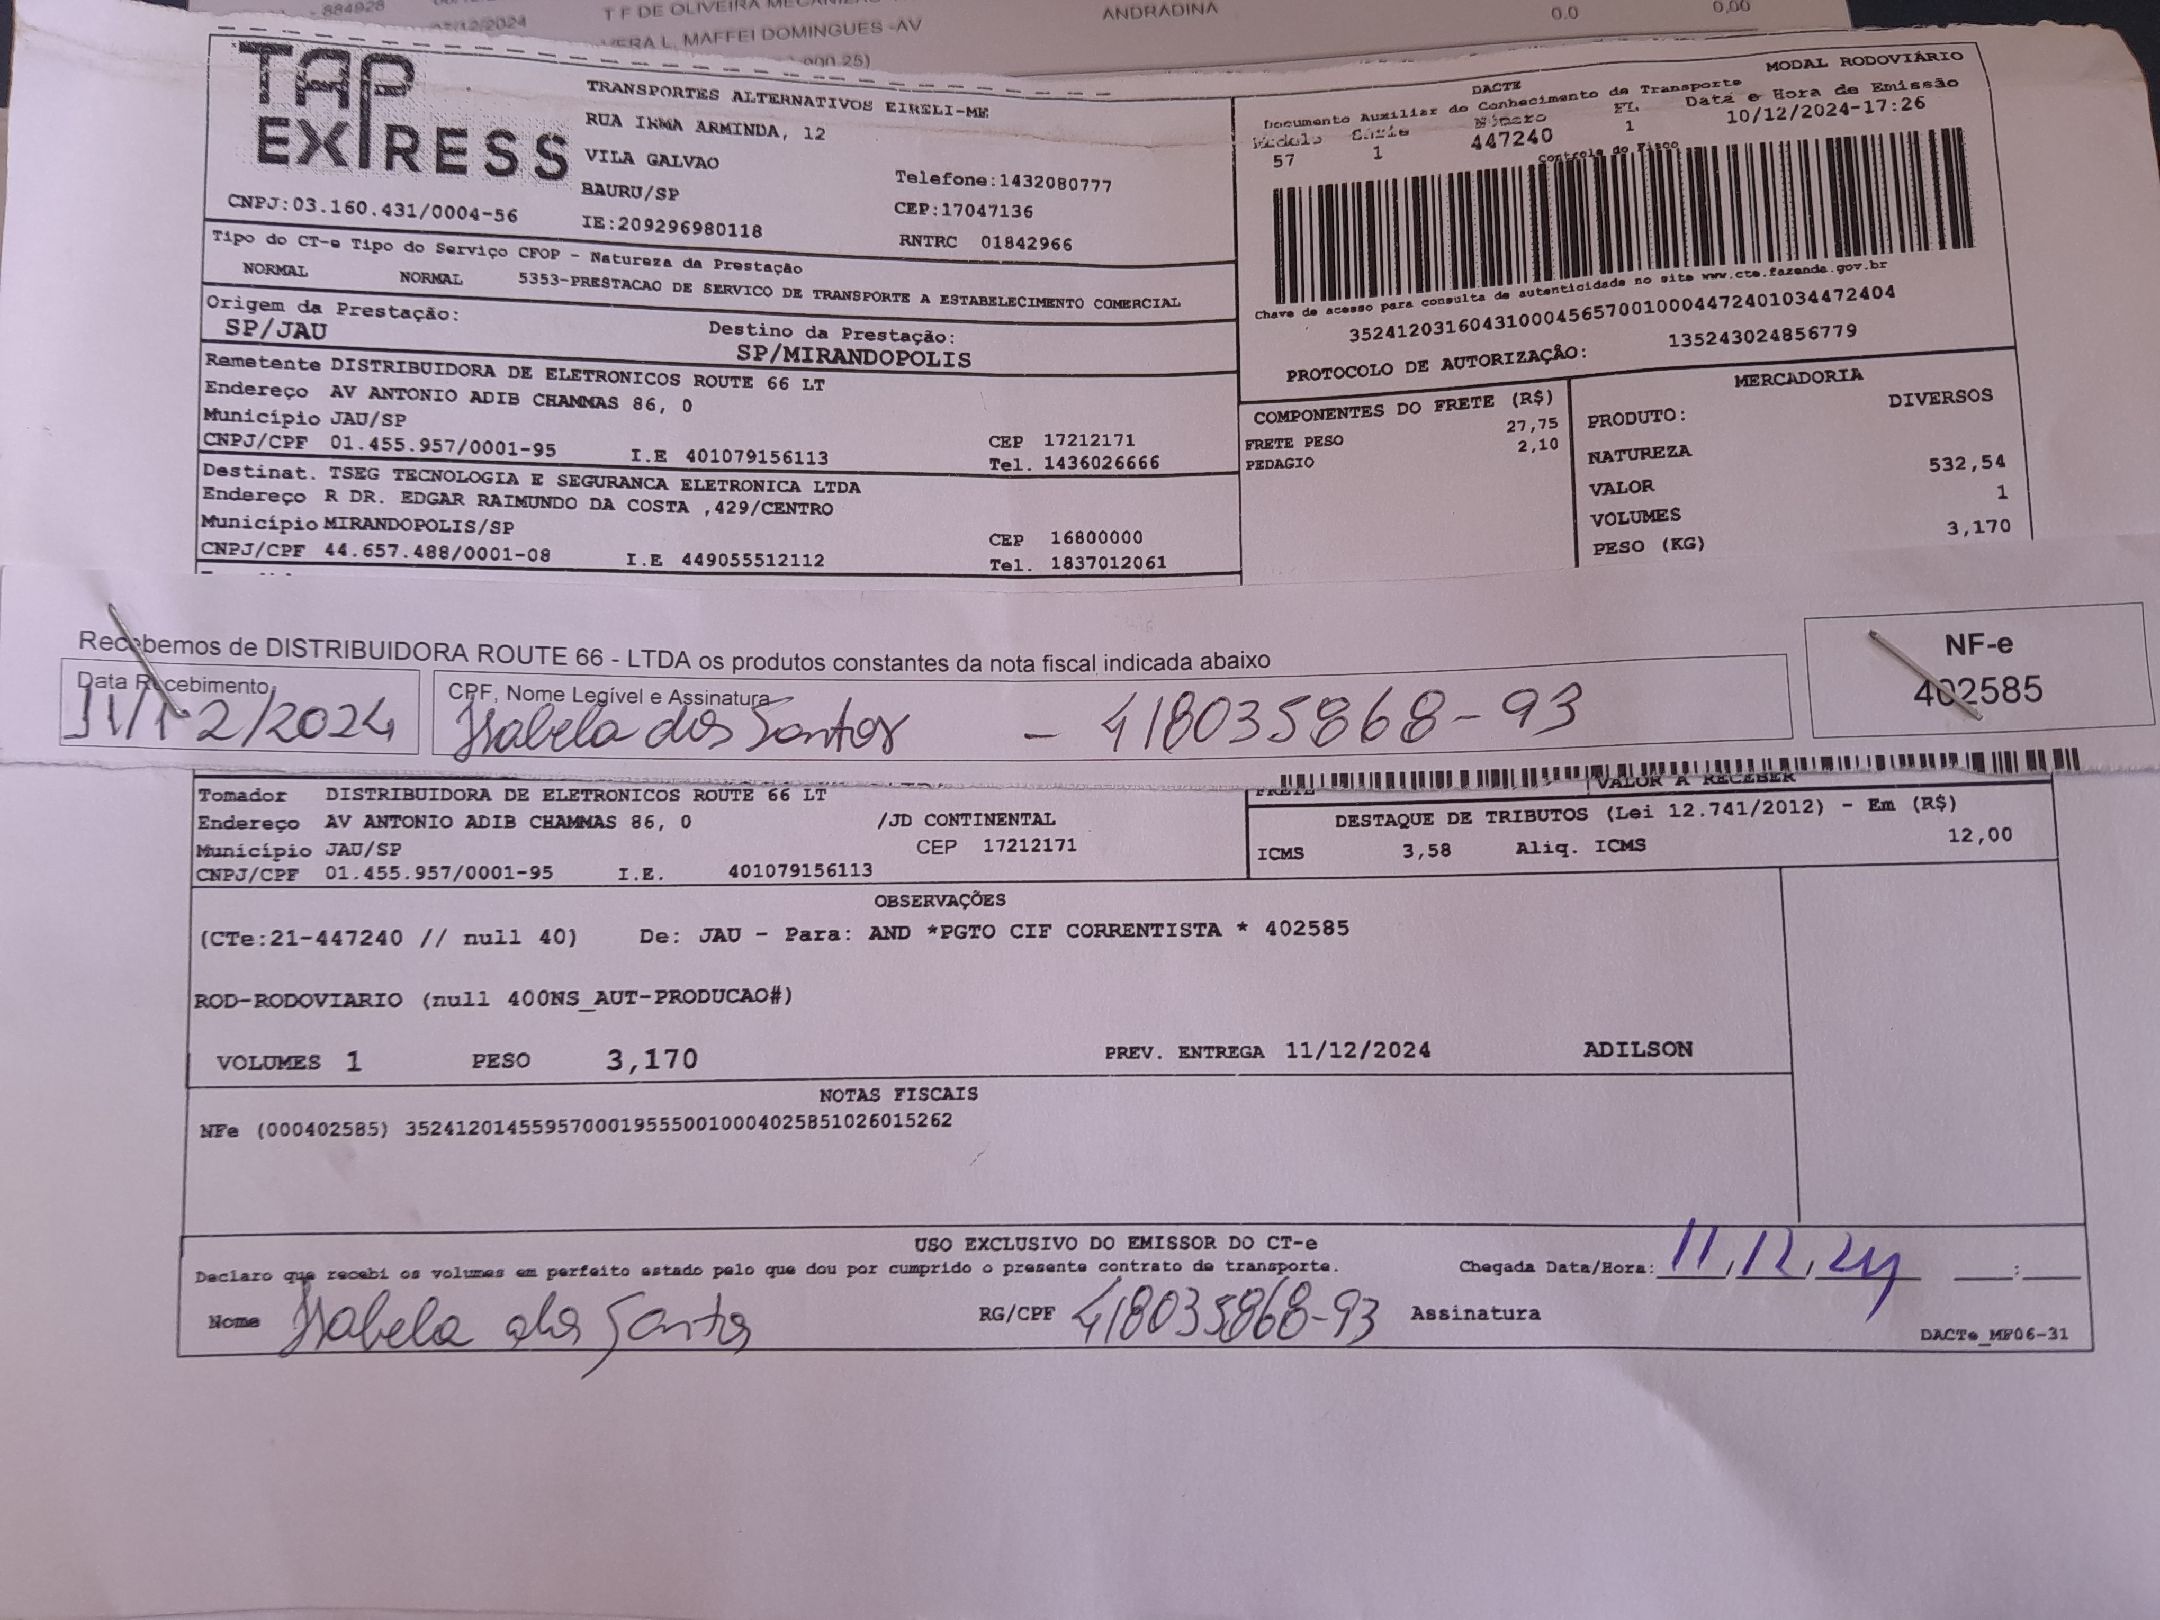 884928
T F DE OLIVEIRA
ANDRADINA
0.0
0,00
/12/2024
VERA L. MAFFEI DOMINGUES -AV
TAP EXPRESS
TRANSPORTES ALTERNATIVOS EIRELI-ME
RUA IRMA ARMINDA, 12
VILA GALVAO
BAURU/SP
Telefone:1432080777
CEP:17047136
CNPJ:03.160.431/0004-56
IE:209296980118
RNTRC 01842966
DACTE
MODAL RODOVIÁRIO
Documento Auxiliar do Conhecimento de Transporte
Modelo Série Número FL. Data e Hora de Emissão
57 1 447240 1 10/12/2024-17:26
Controle do Fisco
Chave de acesso para consulta de autenticidade no site www.cte.fazenda.gov.br
35241203160431000456570010004472401034472404
PROTOCOLO DE AUTORIZAÇÃO: 135243024856779
Tipo do CT-e Tipo do Serviço CFOP - Natureza da Prestação
NORMAL NORMAL 5353-PRESTACAO DE SERVICO DE TRANSPORTE A ESTABELECIMENTO COMERCIAL
Origem da Prestação: Destino da Prestação:
SP/JAU SP/MIRANDOPOLIS
Remetente DISTRIBUIDORA DE ELETRONICOS ROUTE 66 LT
Endereço AV ANTONIO ADIB CHAMMAS 86, 0
Município JAU/SP CEP 17212171
CNPJ/CPF 01.455.957/0001-95 I.E 401079156113 Tel. 1436026666
Destinat. TSEG TECNOLOGIA E SEGURANCA ELETRONICA LTDA
Endereço R DR. EDGAR RAIMUNDO DA COSTA ,429/CENTRO
Município MIRANDOPOLIS/SP CEP 16800000
CNPJ/CPF 44.657.488/0001-08 I.E 449055512112 Tel. 1837012061
COMPONENTES DO FRETE (R$)
FRETE PESO 27,75
PEDAGIO 2,10
MERCADORIA
PRODUTO: DIVERSOS
NATUREZA
VALOR 532,54
VOLUMES 1
PESO (KG) 3,170
Recebemos de DISTRIBUIDORA ROUTE 66 - LTDA os produtos constantes da nota fiscal indicada abaixo
NF-e
402585
Data Recebimento
11/12/2024
CPF, Nome Legível e Assinatura
Isabela dos Santos - 418035868-93
FRETE VALOR A RECEBER
Tomador DISTRIBUIDORA DE ELETRONICOS ROUTE 66 LT
Endereço AV ANTONIO ADIB CHAMMAS 86, 0 /JD CONTINENTAL
Município JAU/SP CEP 17212171
CNPJ/CPF 01.455.957/0001-95 I.E. 401079156113
DESTAQUE DE TRIBUTOS (Lei 12.741/2012) - Em (R$)
ICMS 3,58 Aliq. ICMS 12,00
OBSERVAÇÕES
(CTe:21-447240 // null 40) De: JAU - Para: AND *PGTO CIF CORRENTISTA * 402585
ROD-RODOVIARIO (null 400NS_AUT-PRODUCAO#)
VOLUMES 1 PESO 3,170 PREV. ENTREGA 11/12/2024 ADILSON
NOTAS FISCAIS
NFe (000402585) 35241201455957000195550010004025851026015262
USO EXCLUSIVO DO EMISSOR DO CT-e
Declaro que recebi os volumes em perfeito estado pelo que dou por cumprido o presente contrato de transporte.
Chegada Data/Hora: 11,12,24 :
Nome Isabela dos Santos RG/CPF 418035868-93 Assinatura
DACTe_MF06-31